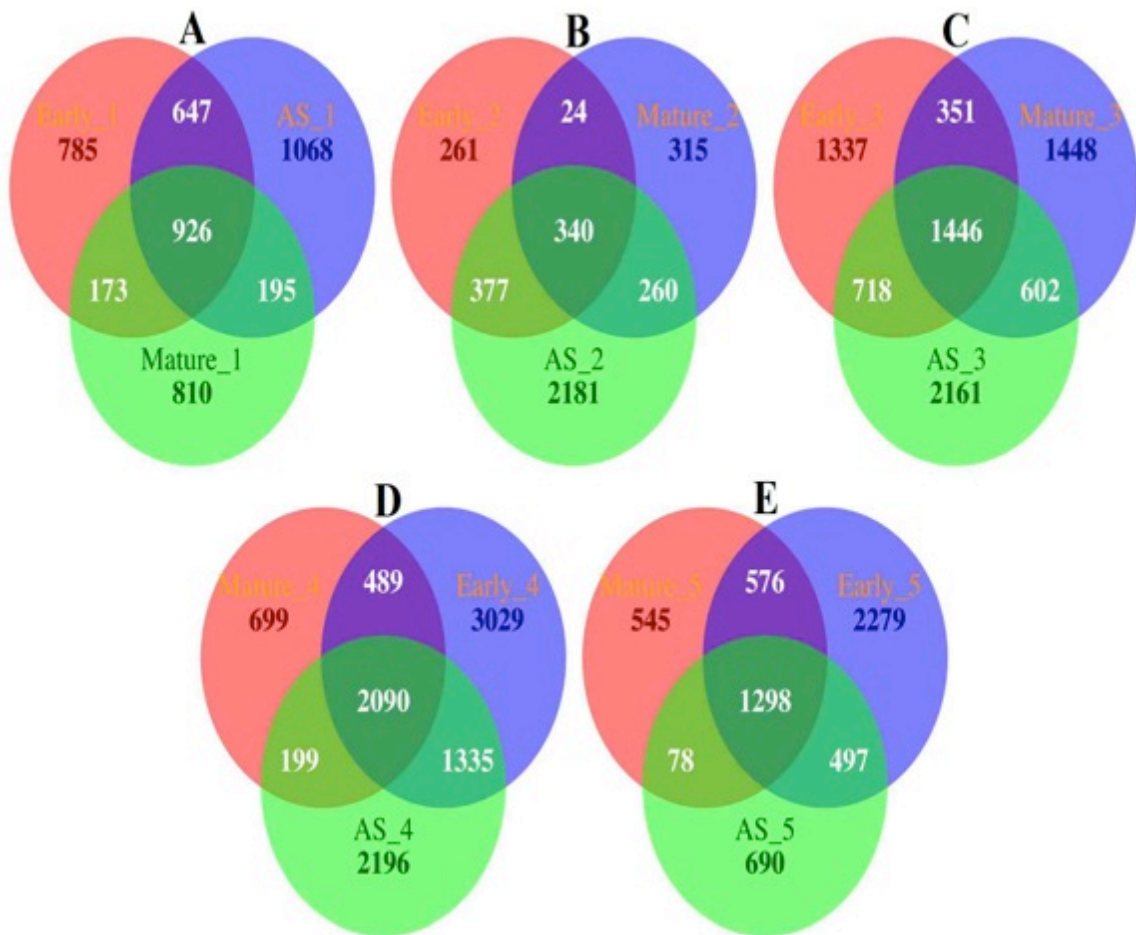 A
Early_1
785
647
AS_1
1068
926
173
195
Mature_1
810
B
Early_2
261
24
Mature_2
315
340
377
260
AS_2
2181
C
Early_3
1337
351
Mature_3
1448
1446
718
602
AS_3
2161
D
Mature_4
699
489
Early_4
3029
2090
199
1335
AS_4
2196
E
Mature_5
545
576
Early_5
2279
1298
78
497
AS_5
690